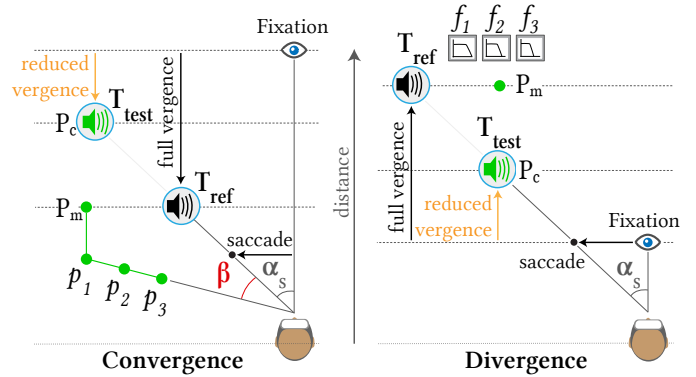 Fixation
reduced
vergence
full vergence
T_test
P_c
T_ref
P_m
saccade
β
α_s
p_1
p_2
p_3
Convergence
distance
f_1
f_2
f_3
T_ref
P_m
full vergence
T_test
P_c
reduced
vergence
Fixation
saccade
α_s
Divergence